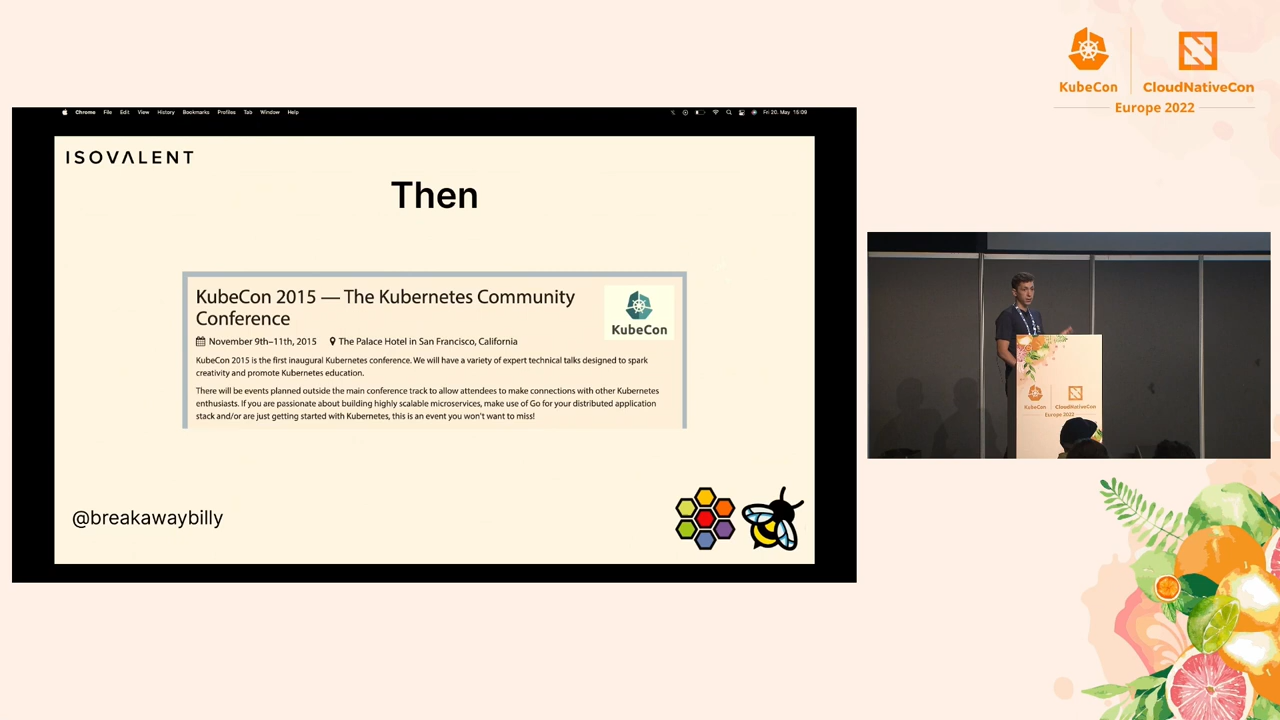 KubeCon
CloudNativeCon
Europe 2022
Chrome File Edit View History Bookmarks Profiles Tab Window Help
Fri 20. May 15:09
ISOVALENT
Then
KubeCon 2015 — The Kubernetes Community
Conference
November 9th–11th, 2015 The Palace Hotel in San Francisco, California
KubeCon
KubeCon 2015 is the first inaugural Kubernetes conference. We will have a variety of expert technical talks designed to spark
creativity and promote Kubernetes education.
There will be events planned outside the main conference track to allow attendees to make connections with other Kubernetes
enthusiasts. If you are passionate about building highly scalable microservices, make use of Go for your distributed application
stack and/or are just getting started with Kubernetes, this is an event you won't want to miss!
@breakawaybilly
KubeCon
CloudNativeCon
Europe 2022